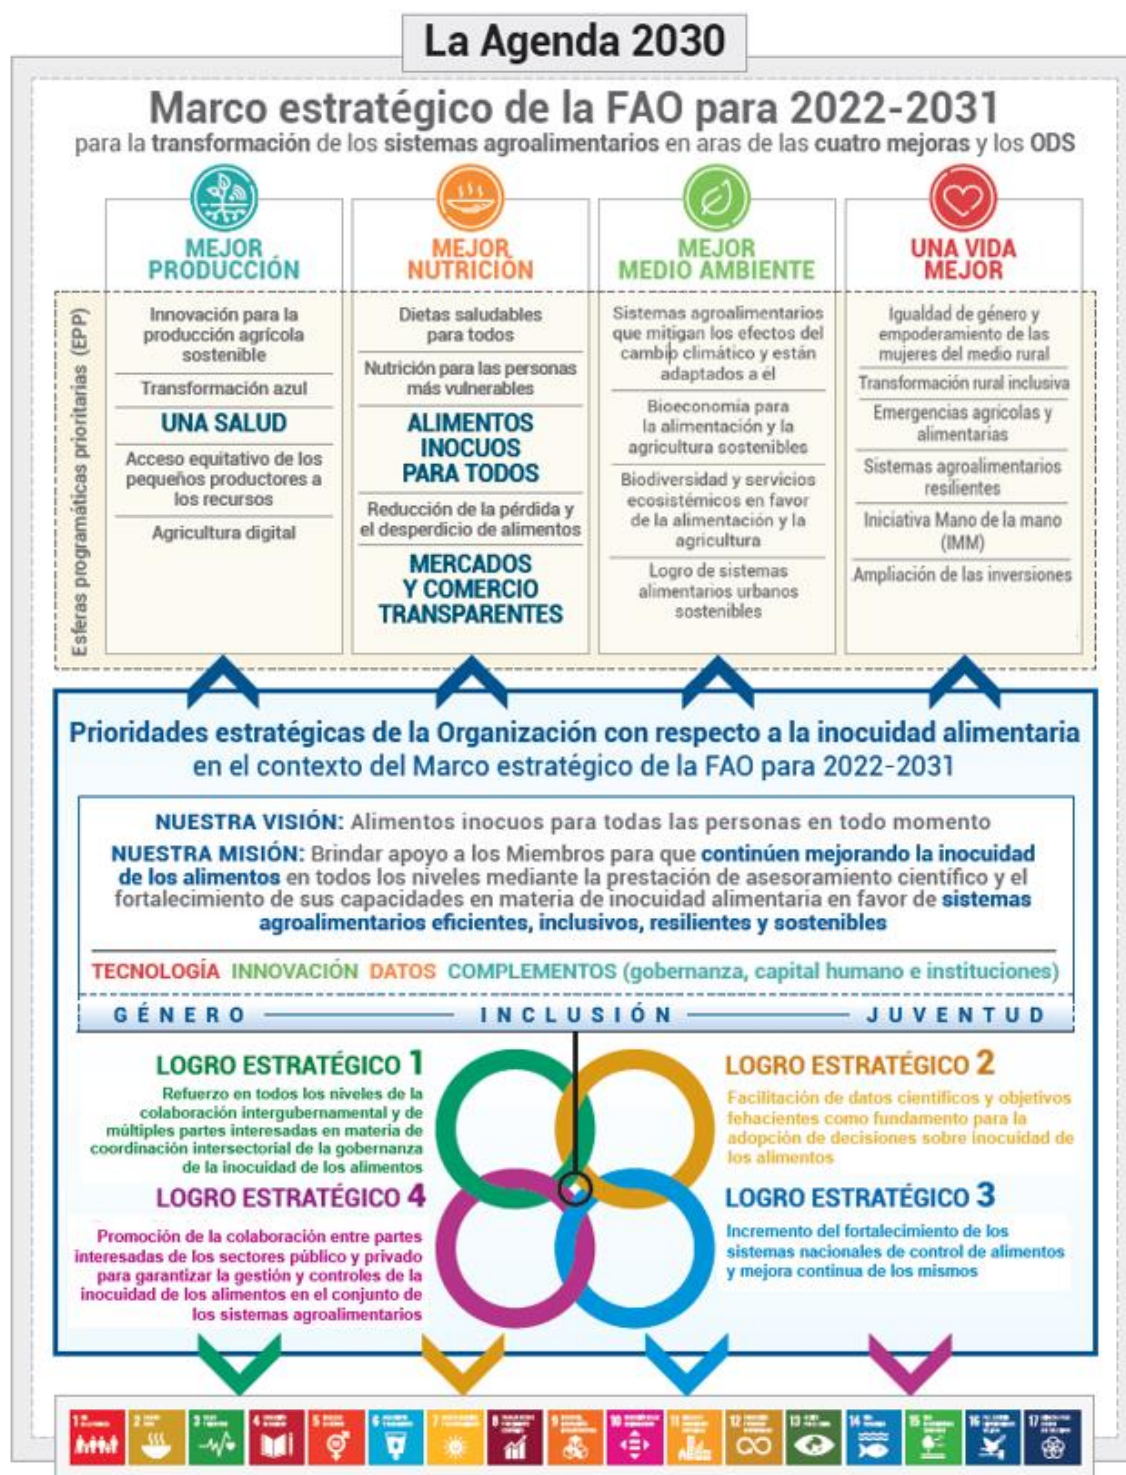 La Agenda 2030
Marco estratégico de la FAO para 2022-2031
para la transformación de los sistemas agroalimentarios en aras de las cuatro mejoras y los ODS
MEJOR
PRODUCCIÓN
MEJOR
NUTRICIÓN
MEJOR
MEDIO AMBIENTE
UNA VIDA
MEJOR
Esferas programáticas prioritarias (EPP)
Innovación para la
producción agrícola
sostenible
Transformación azul
UNA SALUD
Acceso equitativo de los
pequeños productores a
los recursos
Agricultura digital
Dietas saludables
para todos
Nutrición para las personas
más vulnerables
ALIMENTOS
INOCUOS
PARA TODOS
Reducción de la pérdida y
el desperdicio de alimentos
MERCADOS
Y COMERCIO
TRANSPARENTES
Sistemas agroalimentarios
que mitigan los efectos del
cambio climático y están
adaptados a él
Bioeconomía para
la alimentación y la
agricultura sostenibles
Biodiversidad y servicios
ecosistémicos en favor
de la alimentación y la
agricultura
Logro de sistemas
alimentarios urbanos
sostenibles
Igualdad de género y
empoderamiento de las
mujeres del medio rural
Transformación rural inclusiva
Emergencias agrícolas y
alimentarias
Sistemas agroalimentarios
resilientes
Iniciativa Mano de la mano
(IMM)
Ampliación de las inversiones
Prioridades estratégicas de la Organización con respecto a la inocuidad alimentaria
en el contexto del Marco estratégico de la FAO para 2022-2031
NUESTRA VISIÓN: Alimentos inocuos para todas las personas en todo momento
NUESTRA MISIÓN: Brindar apoyo a los Miembros para que continúen mejorando la inocuidad
de los alimentos en todos los niveles mediante la prestación de asesoramiento científico y el
fortalecimiento de sus capacidades en materia de inocuidad alimentaria en favor de sistemas
agroalimentarios eficientes, inclusivos, resilientes y sostenibles
TECNOLOGÍA INNOVACIÓN DATOS COMPLEMENTOS (gobernanza, capital humano e instituciones)
GÉNERO INCLUSIÓN JUVENTUD
LOGRO ESTRATÉGICO 1
Refuerzo en todos los niveles de la
colaboración intergubernamental y de
múltiples partes interesadas en materia de
coordinación intersectorial de la gobernanza
de la inocuidad de los alimentos
LOGRO ESTRATÉGICO 2
Facilitación de datos científicos y objetivos
fehacientes como fundamento para la
adopción de decisiones sobre inocuidad de
los alimentos
LOGRO ESTRATÉGICO 4
Promoción de la colaboración entre partes
interesadas de los sectores público y privado
para garantizar la gestión y controles de la
inocuidad de los alimentos en el conjunto de
los sistemas agroalimentarios
LOGRO ESTRATÉGICO 3
Incremento del fortalecimiento de los
sistemas nacionales de control de alimentos
y mejora continua de los mismos
1 2 3 4 5 6 7 8 9 10 11 12 13 14 15 16 17